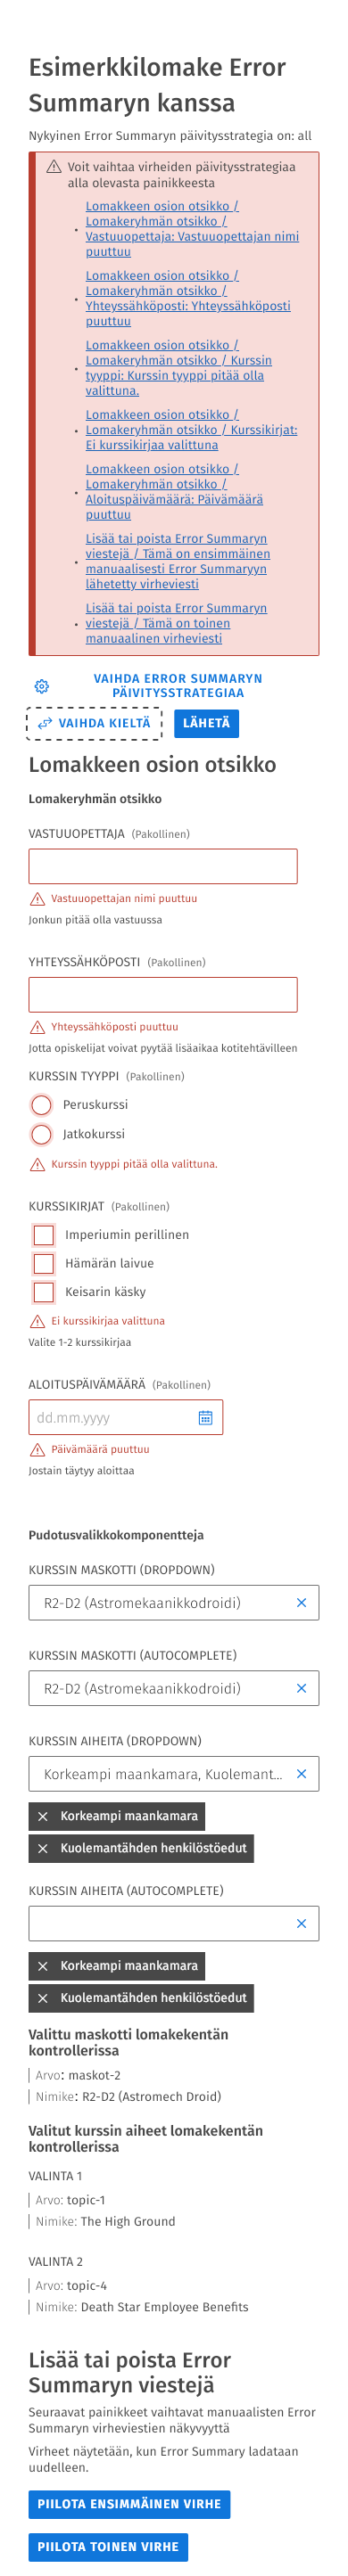 Esimerkkilomake Error
Summaryn kanssa
Nykyinen Error Summaryn päivitysstrategia on: all
Voit vaihtaa virheiden päivitysstrategiaa
alla olevasta painikkeesta
Lomakkeen osion otsikko /
Lomakeryhmän otsikko /
Vastuuopettaja: Vastuuopettajan nimi
puuttuu
Lomakkeen osion otsikko /
Lomakeryhmän otsikko /
Yhteyssähköposti: Yhteyssähköposti
puuttuu
Lomakkeen osion otsikko /
Lomakeryhmän otsikko / Kurssin
tyyppi: Kurssin tyyppi pitää olla
valittuna.
Lomakkeen osion otsikko /
Lomakeryhmän otsikko / Kurssikirjat:
Ei kurssikirjaa valittuna
Lomakkeen osion otsikko /
Lomakeryhmän otsikko /
Aloituspäivämäärä: Päivämäärä
puuttuu
Lisää tai poista Error Summaryn
viestejä / Tämä on ensimmäinen
manuaalisesti Error Summaryyn
lähetetty virheviesti
Lisää tai poista Error Summaryn
viestejä / Tämä on toinen
manuaalinen virheviesti
VAIHDA ERROR SUMMARYN
PÄIVITYSSTRATEGIAA
VAIHDA KIELTÄ
LÄHETÄ
Lomakkeen osion otsikko
Lomakeryhmän otsikko
VASTUUOPETTAJA (Pakollinen)
Vastuuopettajan nimi puuttuu
Jonkun pitää olla vastuussa
YHTEYSSÄHKÖPOSTI (Pakollinen)
Yhteyssähköposti puuttuu
Jotta opiskelijat voivat pyytää lisäaikaa kotitehtävilleen
KURSSIN TYYPPI (Pakollinen)
Peruskurssi
Jatkokurssi
Kurssin tyyppi pitää olla valittuna.
KURSSIKIRJAT (Pakollinen)
Imperiumin perillinen
Hämärän laivue
Keisarin käsky
Ei kurssikirjaa valittuna
Valite 1-2 kurssikirjaa
ALOITUSPÄIVÄMÄÄRÄ (Pakollinen)
dd.mm.yyyy
Päivämäärä puuttuu
Jostain täytyy aloittaa
Pudotusvalikkokomponentteja
KURSSIN MASKOTTI (DROPDOWN)
R2-D2 (Astromekaanikkodroidi)
KURSSIN MASKOTTI (AUTOCOMPLETE)
R2-D2 (Astromekaanikkodroidi)
KURSSIN AIHEITA (DROPDOWN)
Korkeampi maankamara, Kuolemant...
Korkeampi maankamara
Kuolemantähden henkilöstöedut
KURSSIN AIHEITA (AUTOCOMPLETE)
Korkeampi maankamara
Kuolemantähden henkilöstöedut
Valittu maskotti lomakekentän
kontrollerissa
Arvo: maskot-2
Nimike: R2-D2 (Astromech Droid)
Valitut kurssin aiheet lomakekentän
kontrollerissa
VALINTA 1
Arvo: topic-1
Nimike: The High Ground
VALINTA 2
Arvo: topic-4
Nimike: Death Star Employee Benefits
Lisää tai poista Error
Summaryn viestejä
Seuraavat painikkeet vaihtavat manuaalisten Error
Summaryn virheviestien näkyvyyttä
Virheet näytetään, kun Error Summary ladataan
uudelleen.
PIILOTA ENSIMMÄINEN VIRHE
PIILOTA TOINEN VIRHE